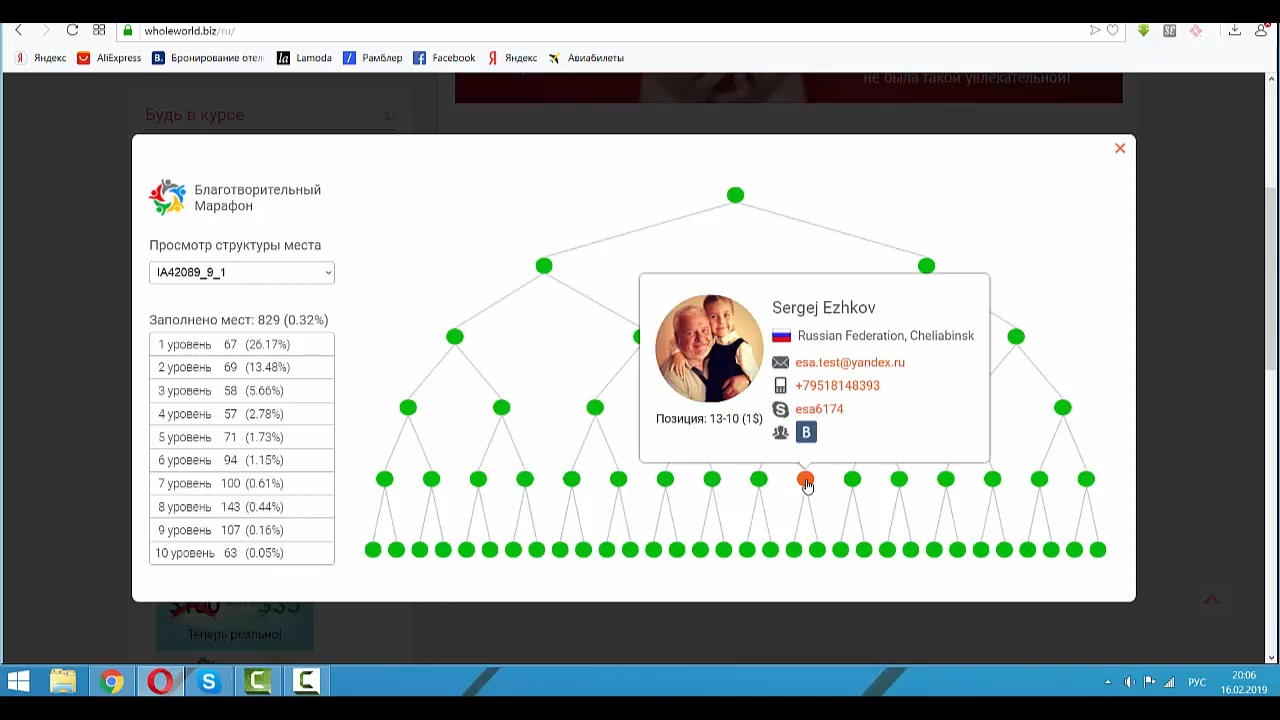 wholeworld.biz/ru/
Яндекс
AliExpress
B. Бронирование отел
la Lamoda
Рамблер
Facebook
Яндекс
Авиабилеты
не была такой увлекательной!
Будь в курсе
Благотворительный
Марафон
Просмотр структуры места
IA42089_9_1
Заполнено мест: 829 (0.32%)
1 уровень 67 (26.17%)
2 уровень 69 (13.48%)
3 уровень 58 (5.66%)
4 уровень 57 (2.78%)
5 уровень 71 (1.73%)
6 уровень 94 (1.15%)
7 уровень 100 (0.61%)
8 уровень 143 (0.44%)
9 уровень 107 (0.16%)
10 уровень 63 (0.05%)
Sergej Ezhkov
Russian Federation, Cheliabinsk
esa.test@yandex.ru
+79518148393
esa6174
B
Позиция: 13-10 (1$)
Теперь реально!
РУС
20:06
16.02.2019